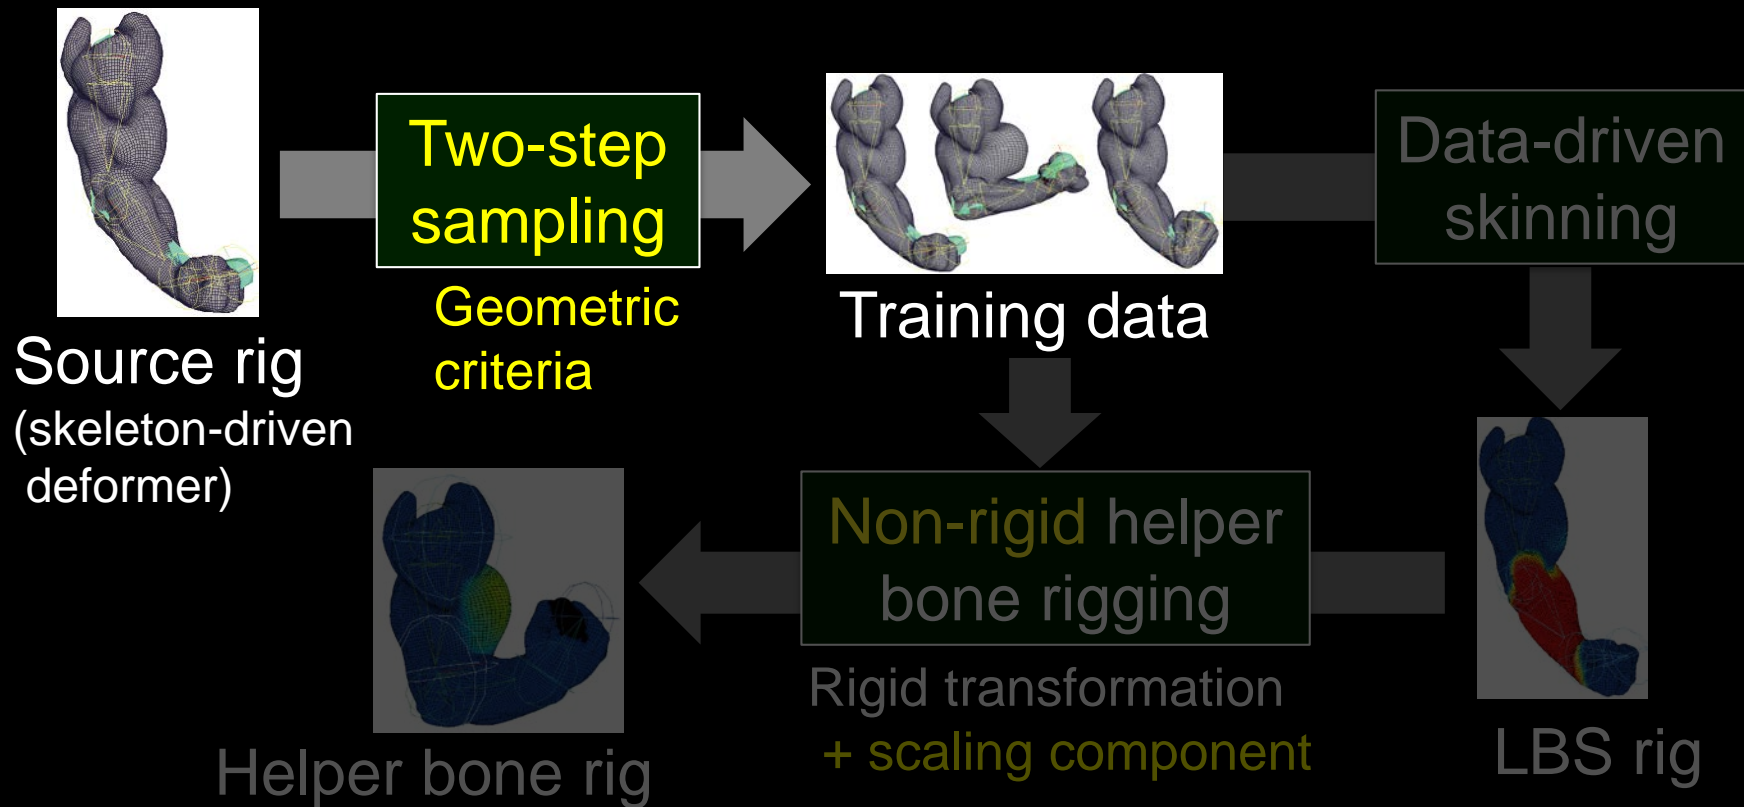 Two-step
sampling
Geometric
criteria
Source rig
(skeleton-driven
deformer)
Training data
Data-driven
skinning
Non-rigid helper
bone rigging
Rigid transformation
+ scaling component
LBS rig
Helper bone rig